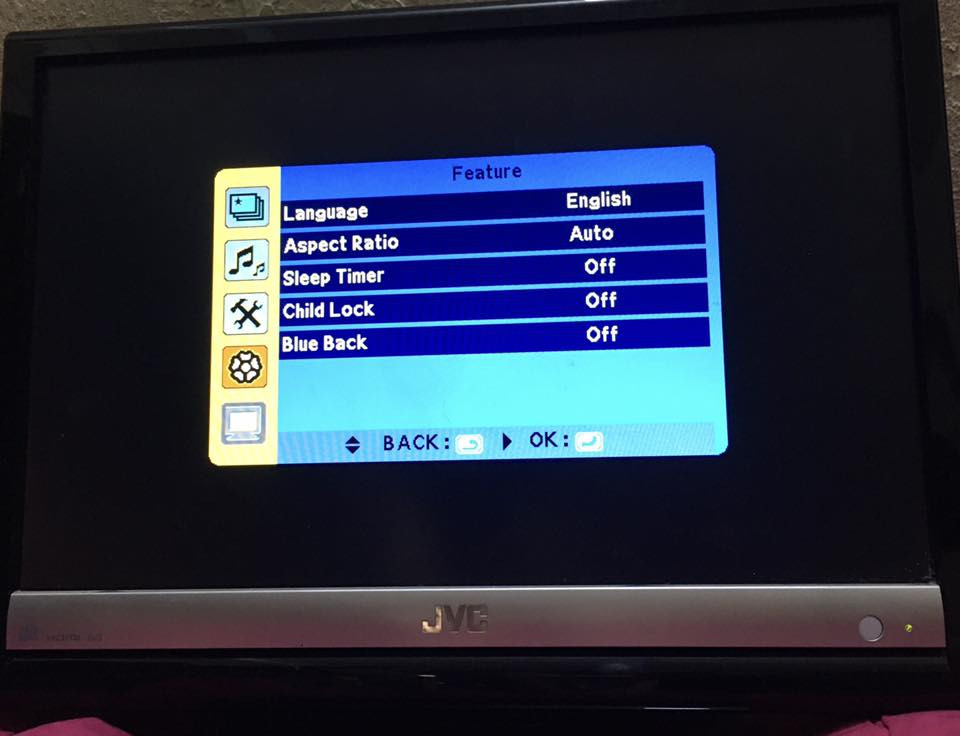 Feature
Language English
Aspect Ratio Auto
Sleep Timer Off
Child Lock Off
Blue Back Off
BACK: OK:
JVC